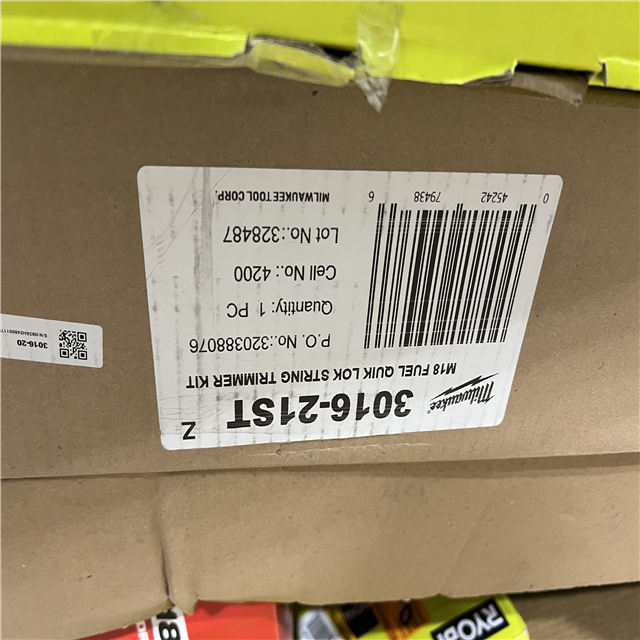 Z
3016-21ST
Milwaukee
M18 FUEL QUIK LOK STRING TRIMMER KIT
P.O. No.:320388076
Quantity: 1 PC
Cell No.: 4200
Lot No.:328487
MILWAUKEE TOOL CORP.
0 45242 79438 6
3016-20
RYOBI